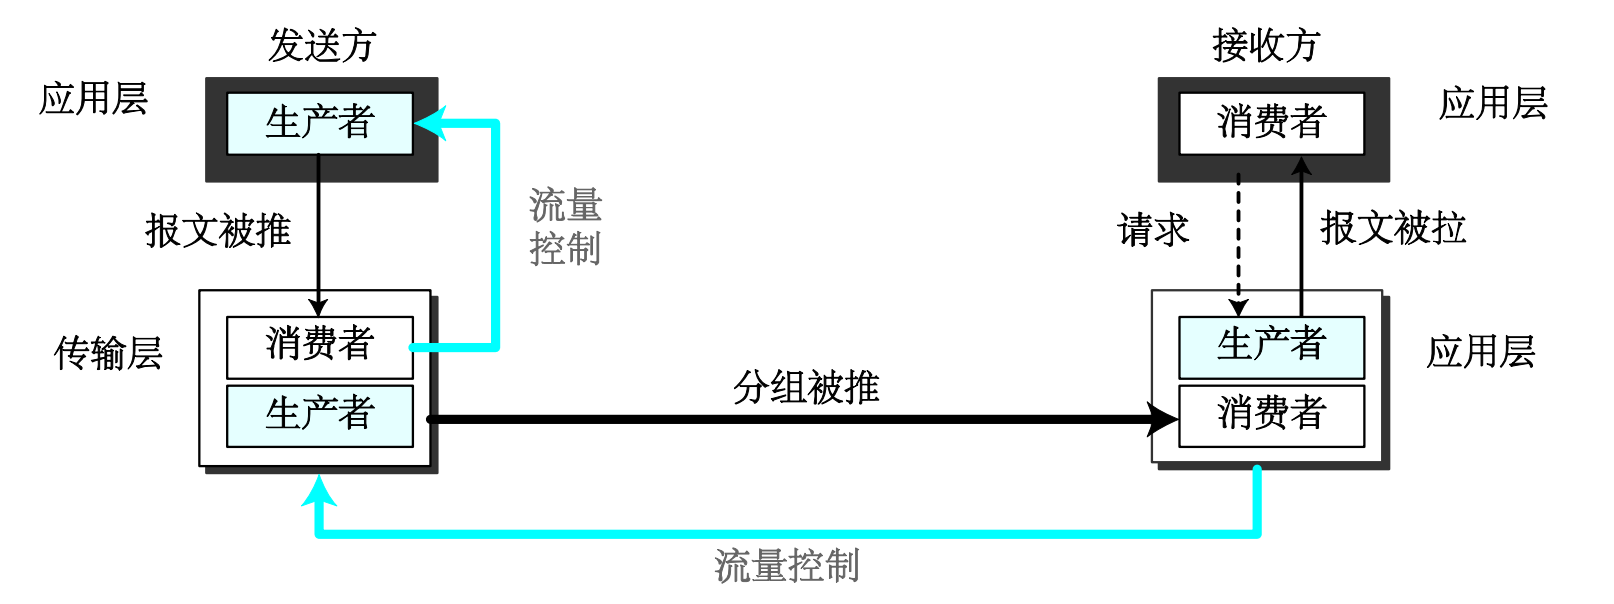 发送方
接收方
应用层
生产者
消费者
应用层
流量
控制
报文被推
请求
报文被拉
传输层
消费者
生产者
应用层
生产者
分组被推
消费者
流量控制